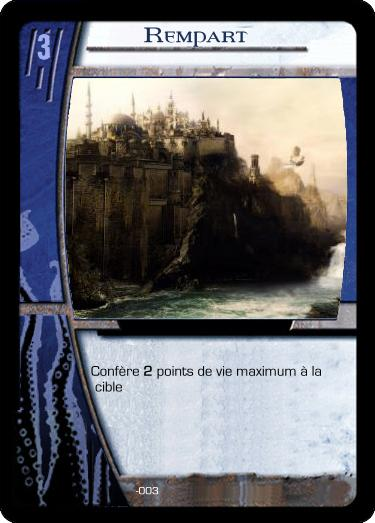 3
Rempart
Confère 2 points de vie maximum à la
cible
-003